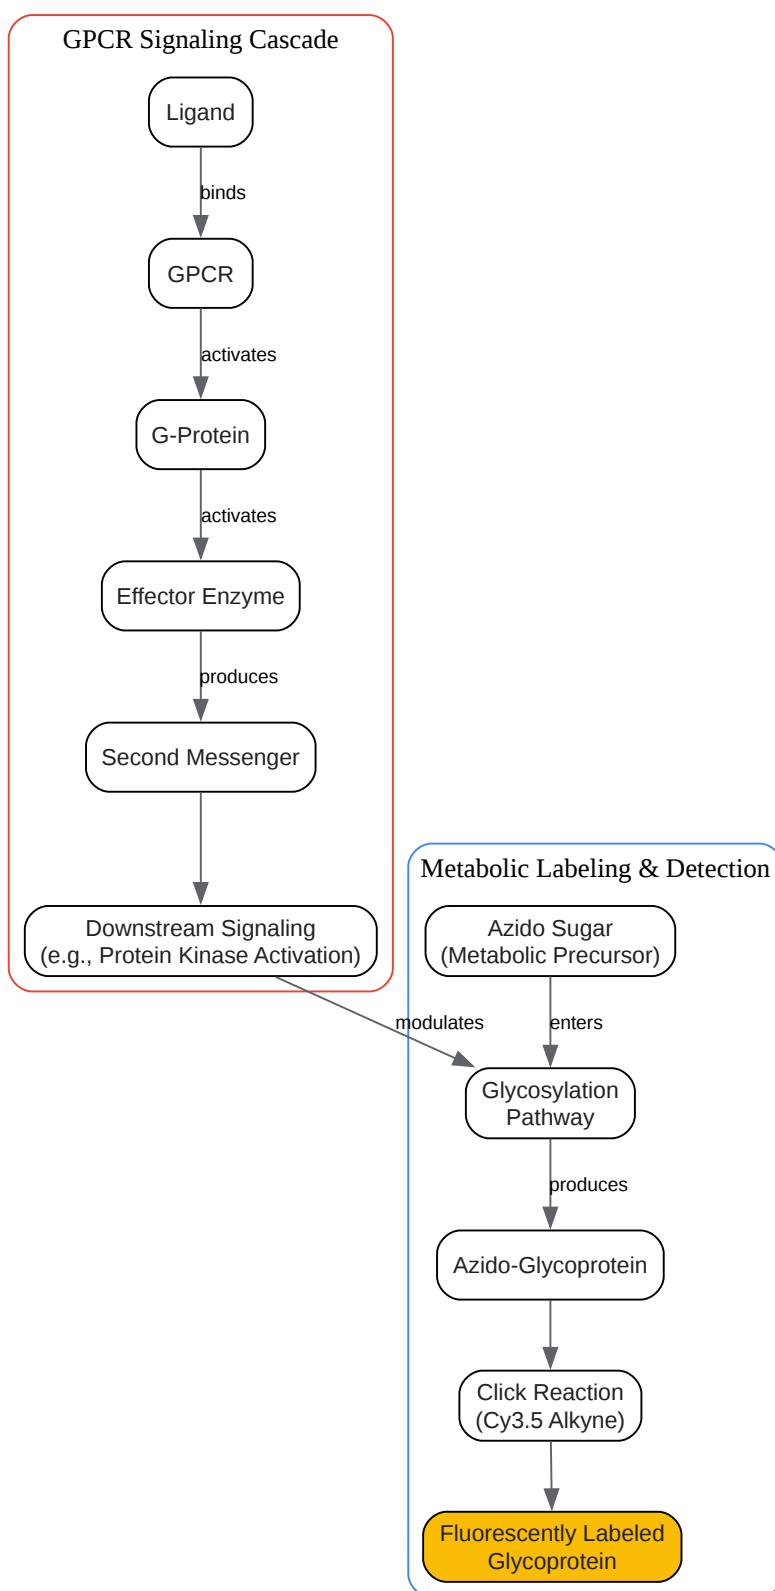 GPCR Signaling Cascade
Ligand
binds
GPCR
activates
G-Protein
activates
Effector Enzyme
produces
Second Messenger
Downstream Signaling
(e.g., Protein Kinase Activation)
Metabolic Labeling & Detection
Azido Sugar
(Metabolic Precursor)
modulates
enters
Glycosylation
Pathway
produces
Azido-Glycoprotein
Click Reaction
(Cy3.5 Alkyne)
Fluorescently Labeled
Glycoprotein